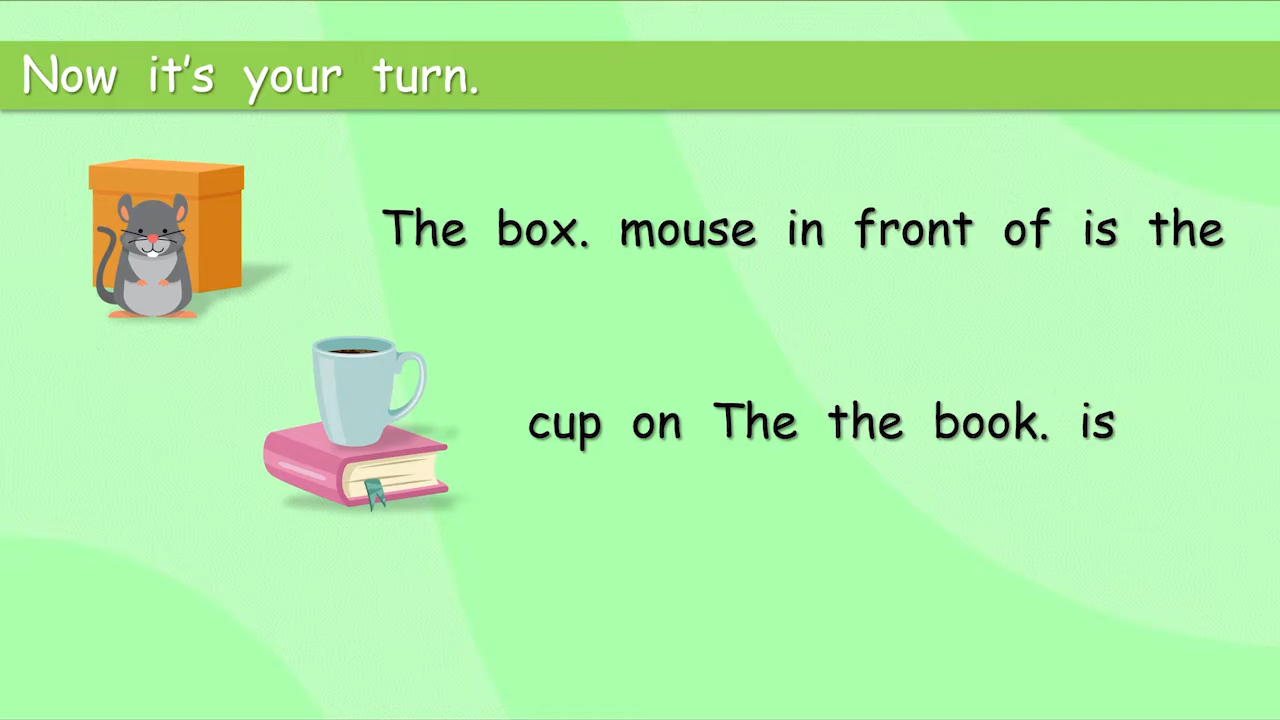 Now it's your turn.
The box. mouse in front of is the
cup on The the book. is